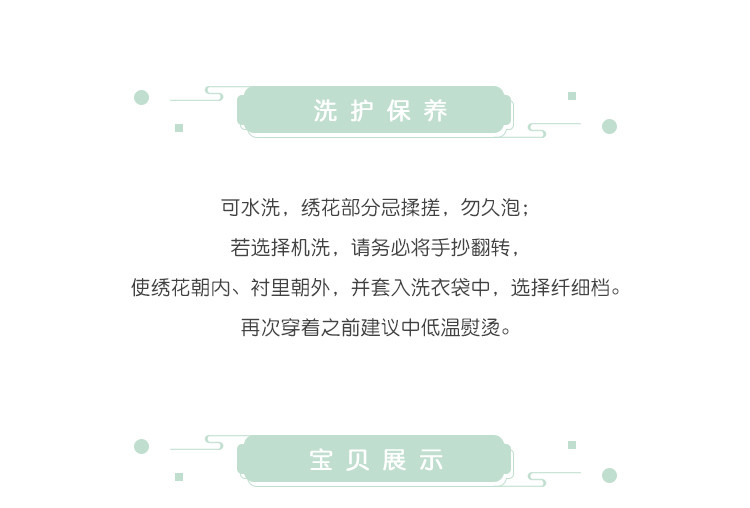 洗护保养
可水洗，绣花部分忌揉搓，勿久泡；
若选择机洗，请务必将手抄翻转，
使绣花朝内、衬里朝外，并套入洗衣袋中，选择纤细档。
再次穿着之前建议中低温熨烫。
宝贝展示